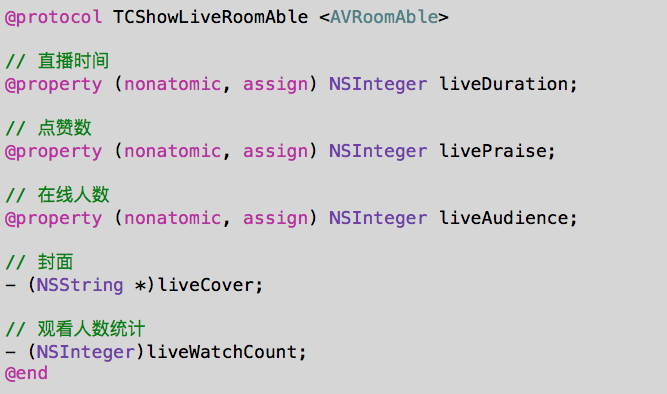 @protocol TCShowLiveRoomAble <AVRoomAble>
// 直播时间
@property (nonatomic, assign) NSInteger liveDuration;
// 点赞数
@property (nonatomic, assign) NSInteger livePraise;
// 在线人数
@property (nonatomic, assign) NSInteger liveAudience;
// 封面
- (NSString *)liveCover;
// 观看人数统计
- (NSInteger)liveWatchCount;
@end